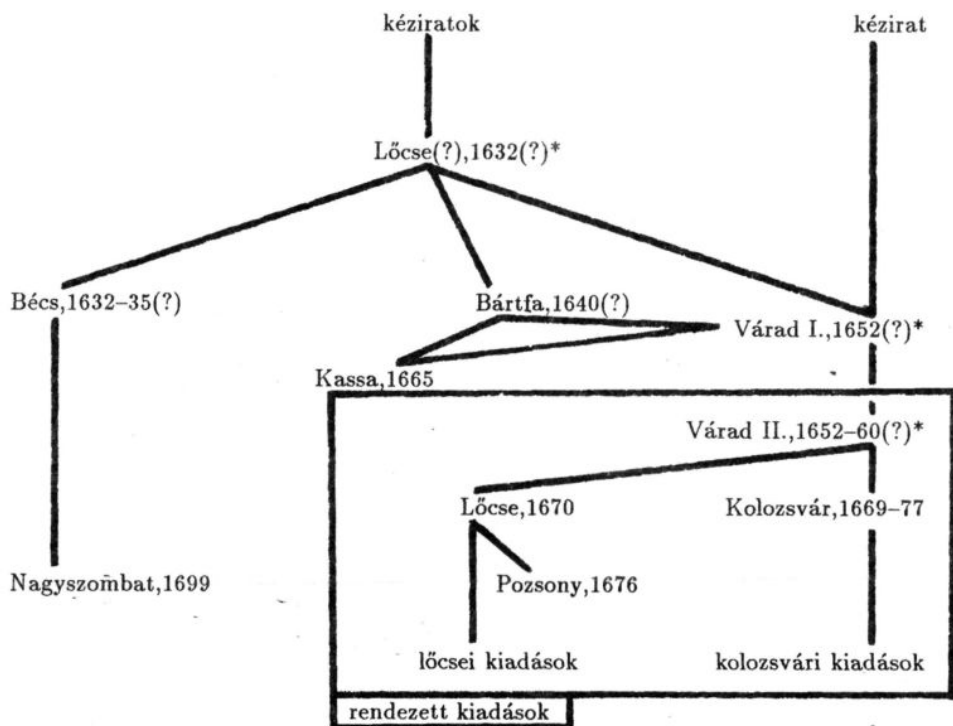 kéziratok
kézirat
Lőcse(?),1632(?)*
Bécs,1632–35(?)
Bártfa,1640(?)
Várad I.,1652(?)*
Kassa,1665
Várad II.,1652–60(?)*
Lőcse,1670
Kolozsvár,1669–77
Nagyszombat,1699
Pozsony,1676
lőcsei kiadások
kolozsvári kiadások
rendezett kiadások